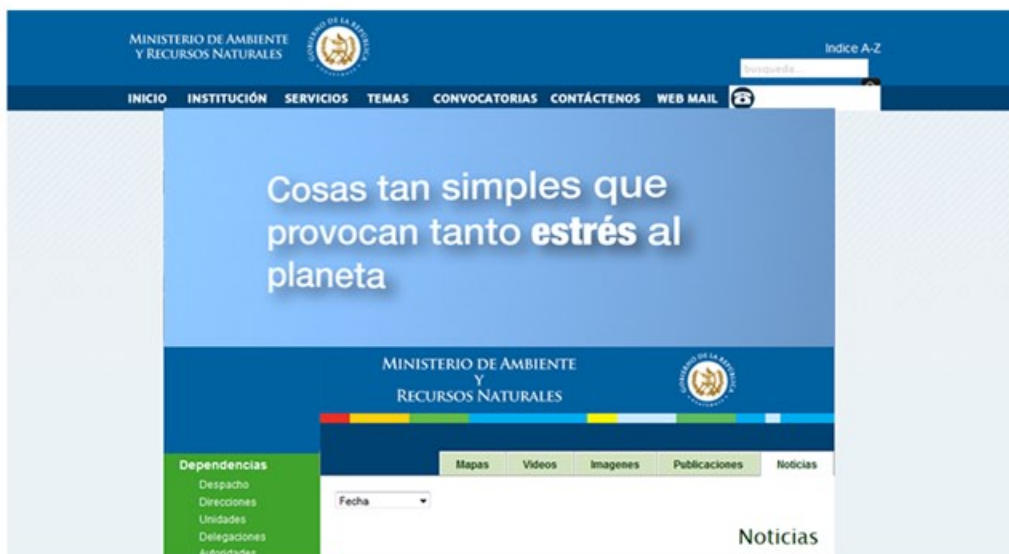 MINISTERIO DE AMBIENTE
Y RECURSOS NATURALES
Indice A-Z
busqueda...
INICIO INSTITUCIÓN SERVICIOS TEMAS CONVOCATORIAS CONTÁCTENOS WEB MAIL
Cosas tan simples que
provocan tanto estrés al
planeta
MINISTERIO DE AMBIENTE
Y
RECURSOS NATURALES
Mapas Videos Imagenes Publicaciones Noticias
Dependencias
Despacho
Direcciones
Unidades
Delegaciones
Autoridades
Fecha
Noticias